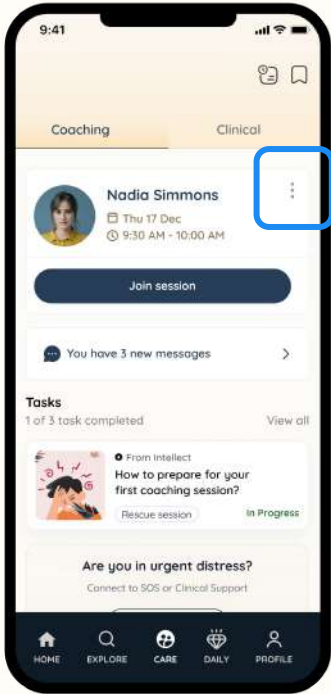 9:41
Coaching
Clinical
Nadia Simmons
Thu 17 Dec
9:30 AM - 10:00 AM
Join session
You have 3 new messages
Tasks
1 of 3 task completed
View all
From Intellect
How to prepare for your
first coaching session?
Rescue session
In Progress
Are you in urgent distress?
Connect to SOS or Clinical Support
HOME
EXPLORE
CARE
DAILY
PROFILE